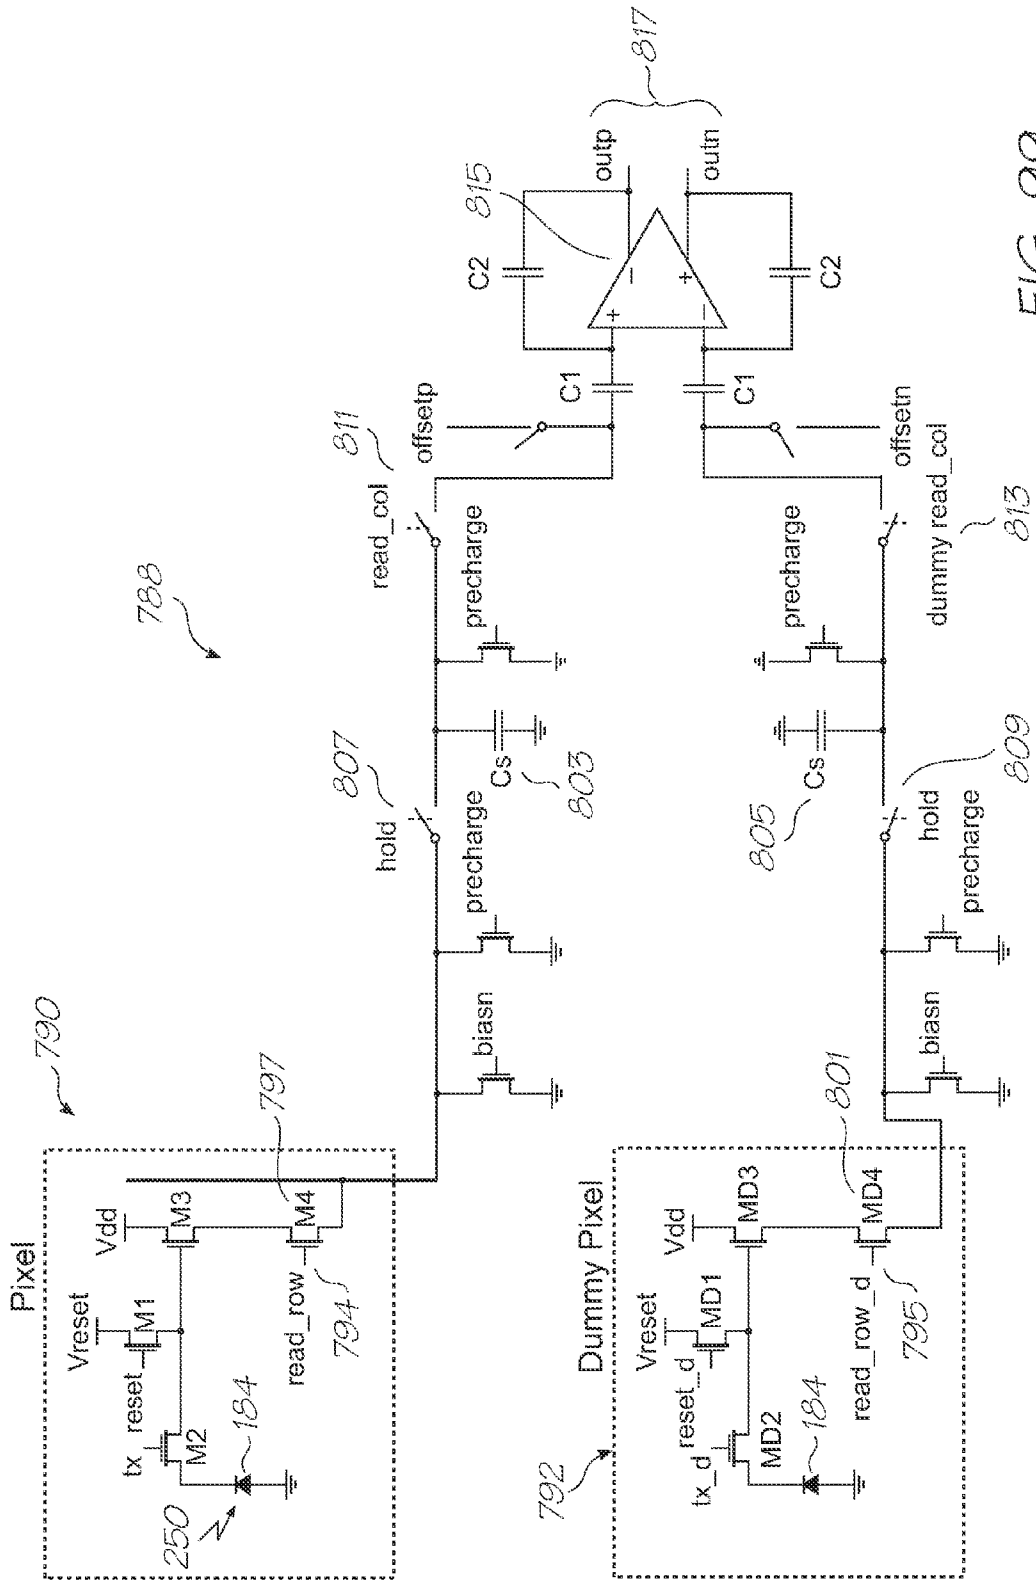 Pixel
790
Vreset
Vdd
tx
reset
M1
M2
M3
M4
797
184
250
read_row
794
788
biasn
precharge
hold
807
Cs
803
precharge
read_col
811
offsetp
C1
C2
815
outp
817
outn
+
−
−
+
C1
C2
offsetn
Dummy Pixel
792
Vreset
Vdd
tx_d
reset_d
MD1
MD2
MD3
MD4
801
184
read_row_d
795
biasn
precharge
hold
809
Cs
805
precharge
dummy read_col
813
FIG.